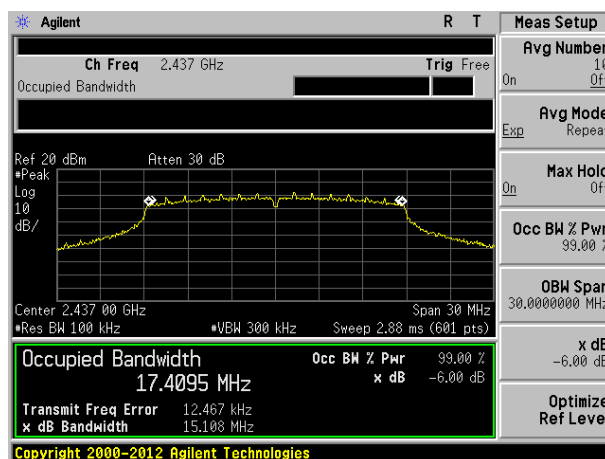 Agilent R T Meas Setup
Ch Freq 2.437 GHz Trig Free
Occupied Bandwidth
Avg Number
10
On Off
Avg Mode
Exp Repeat
Max Hold
On Off
Occ BW % Pwr
99.00 %
OBW Span
30.0000000 MHz
x dB
-6.00 dB
Optimize
Ref Level
Ref 20 dBm Atten 30 dB
#Peak
Log
10
dB/
Center 2.437 00 GHz Span 30 MHz
#Res BW 100 kHz #VBW 300 kHz Sweep 2.88 ms (601 pts)
Occupied Bandwidth Occ BW % Pwr 99.00 %
17.4095 MHz x dB -6.00 dB
Transmit Freq Error 12.467 kHz
x dB Bandwidth 15.108 MHz
Copyright 2000-2012 Agilent Technologies